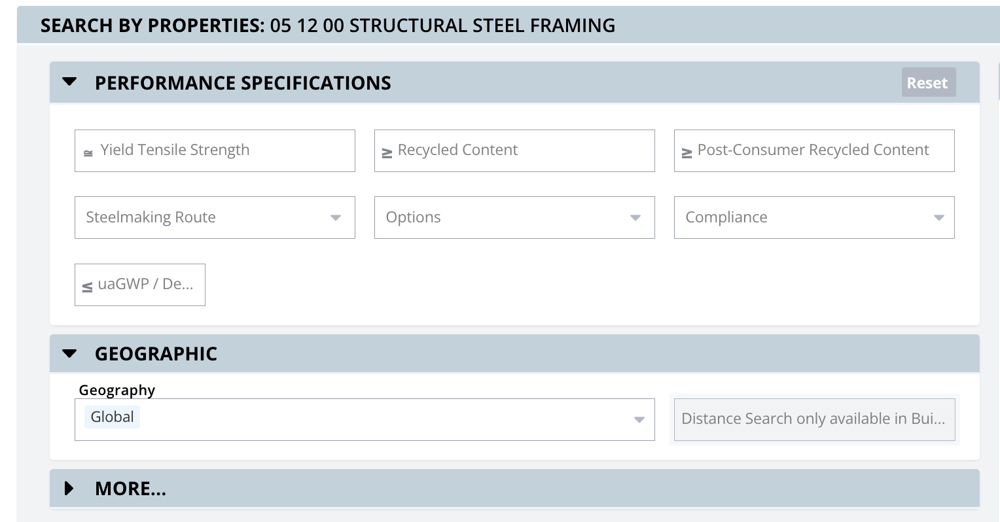 SEARCH BY PROPERTIES: 05 12 00 STRUCTURAL STEEL FRAMING
PERFORMANCE SPECIFICATIONS
Reset
≅ Yield Tensile Strength
≥ Recycled Content
≥ Post-Consumer Recycled Content
Steelmaking Route
Options
Compliance
≤ uaGWP / De...
GEOGRAPHIC
Geography
Global
Distance Search only available in Bui...
MORE...